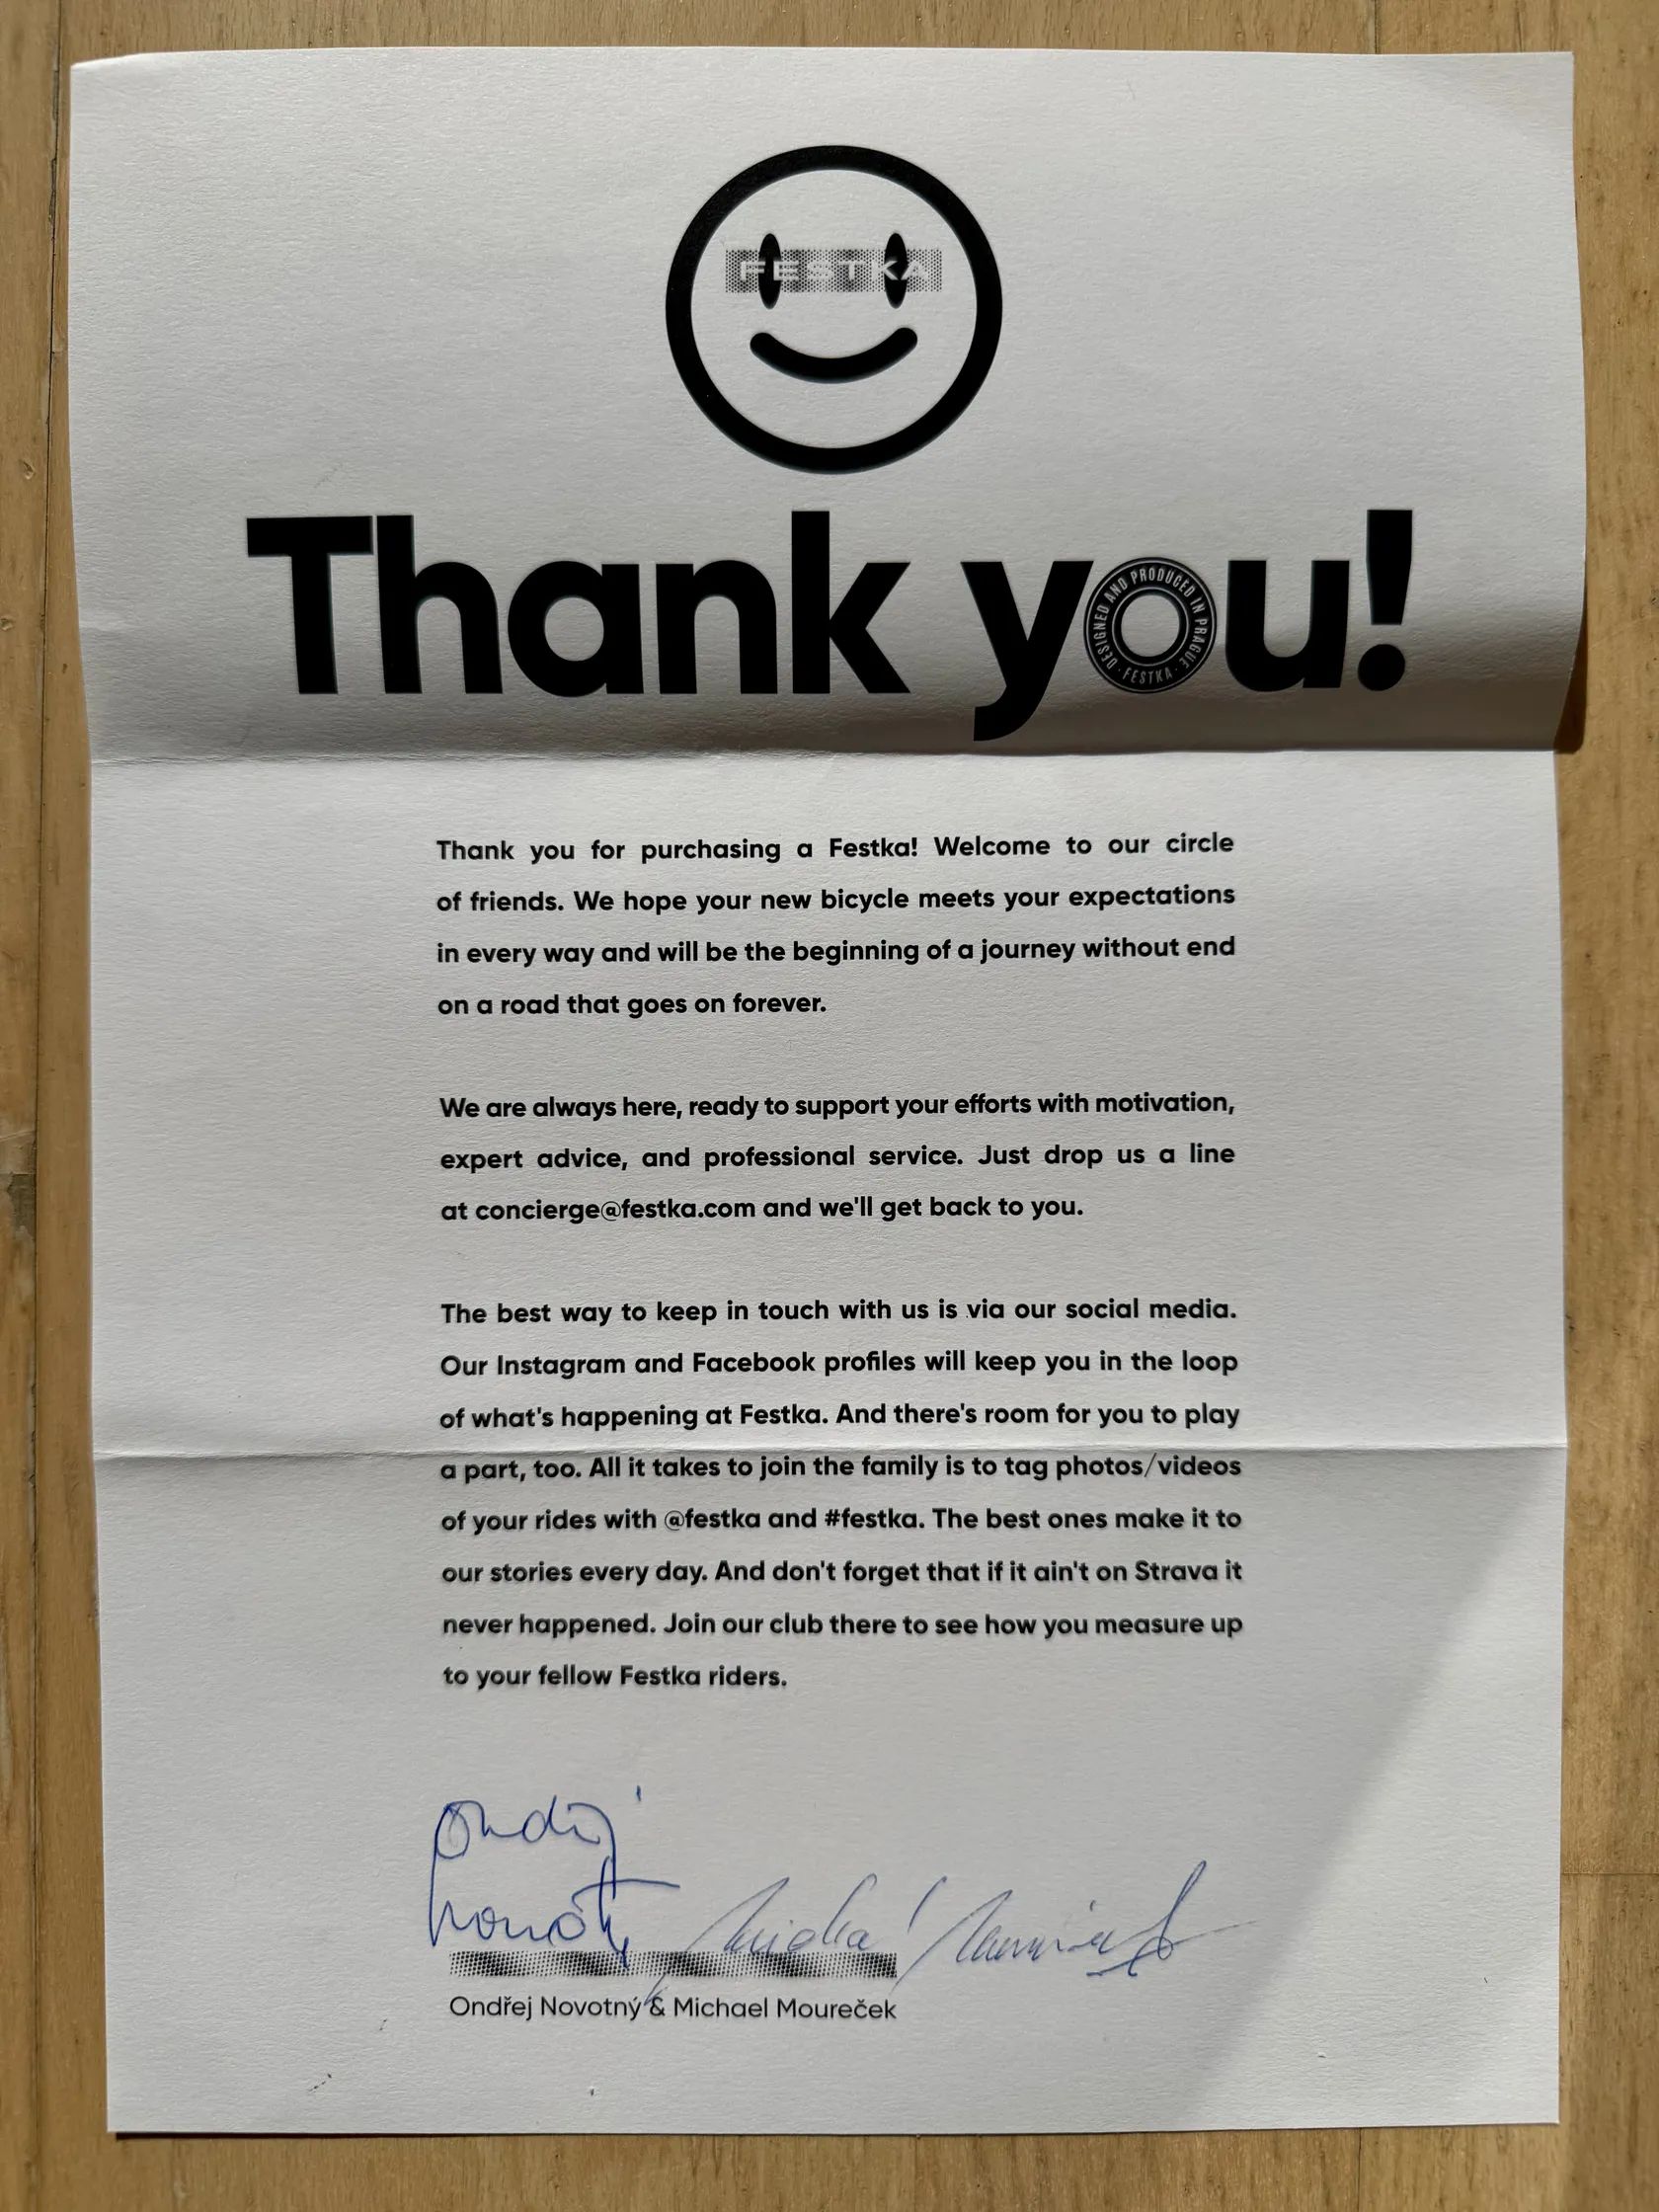 FESTKA
Thank you!
DESIGNED AND PRODUCED IN PRAGUE · FESTKA ·
Thank you for purchasing a Festka! Welcome to our circle
of friends. We hope your new bicycle meets your expectations
in every way and will be the beginning of a journey without end
on a road that goes on forever.
We are always here, ready to support your efforts with motivation,
expert advice, and professional service. Just drop us a line
at concierge@festka.com and we'll get back to you.
The best way to keep in touch with us is via our social media.
Our Instagram and Facebook profiles will keep you in the loop
of what's happening at Festka. And there's room for you to play
a part, too. All it takes to join the family is to tag photos/videos
of your rides with @festka and #festka. The best ones make it to
our stories every day. And don't forget that if it ain't on Strava it
never happened. Join our club there to see how you measure up
to your fellow Festka riders.
Ondřej Novotný & Michael Moureček